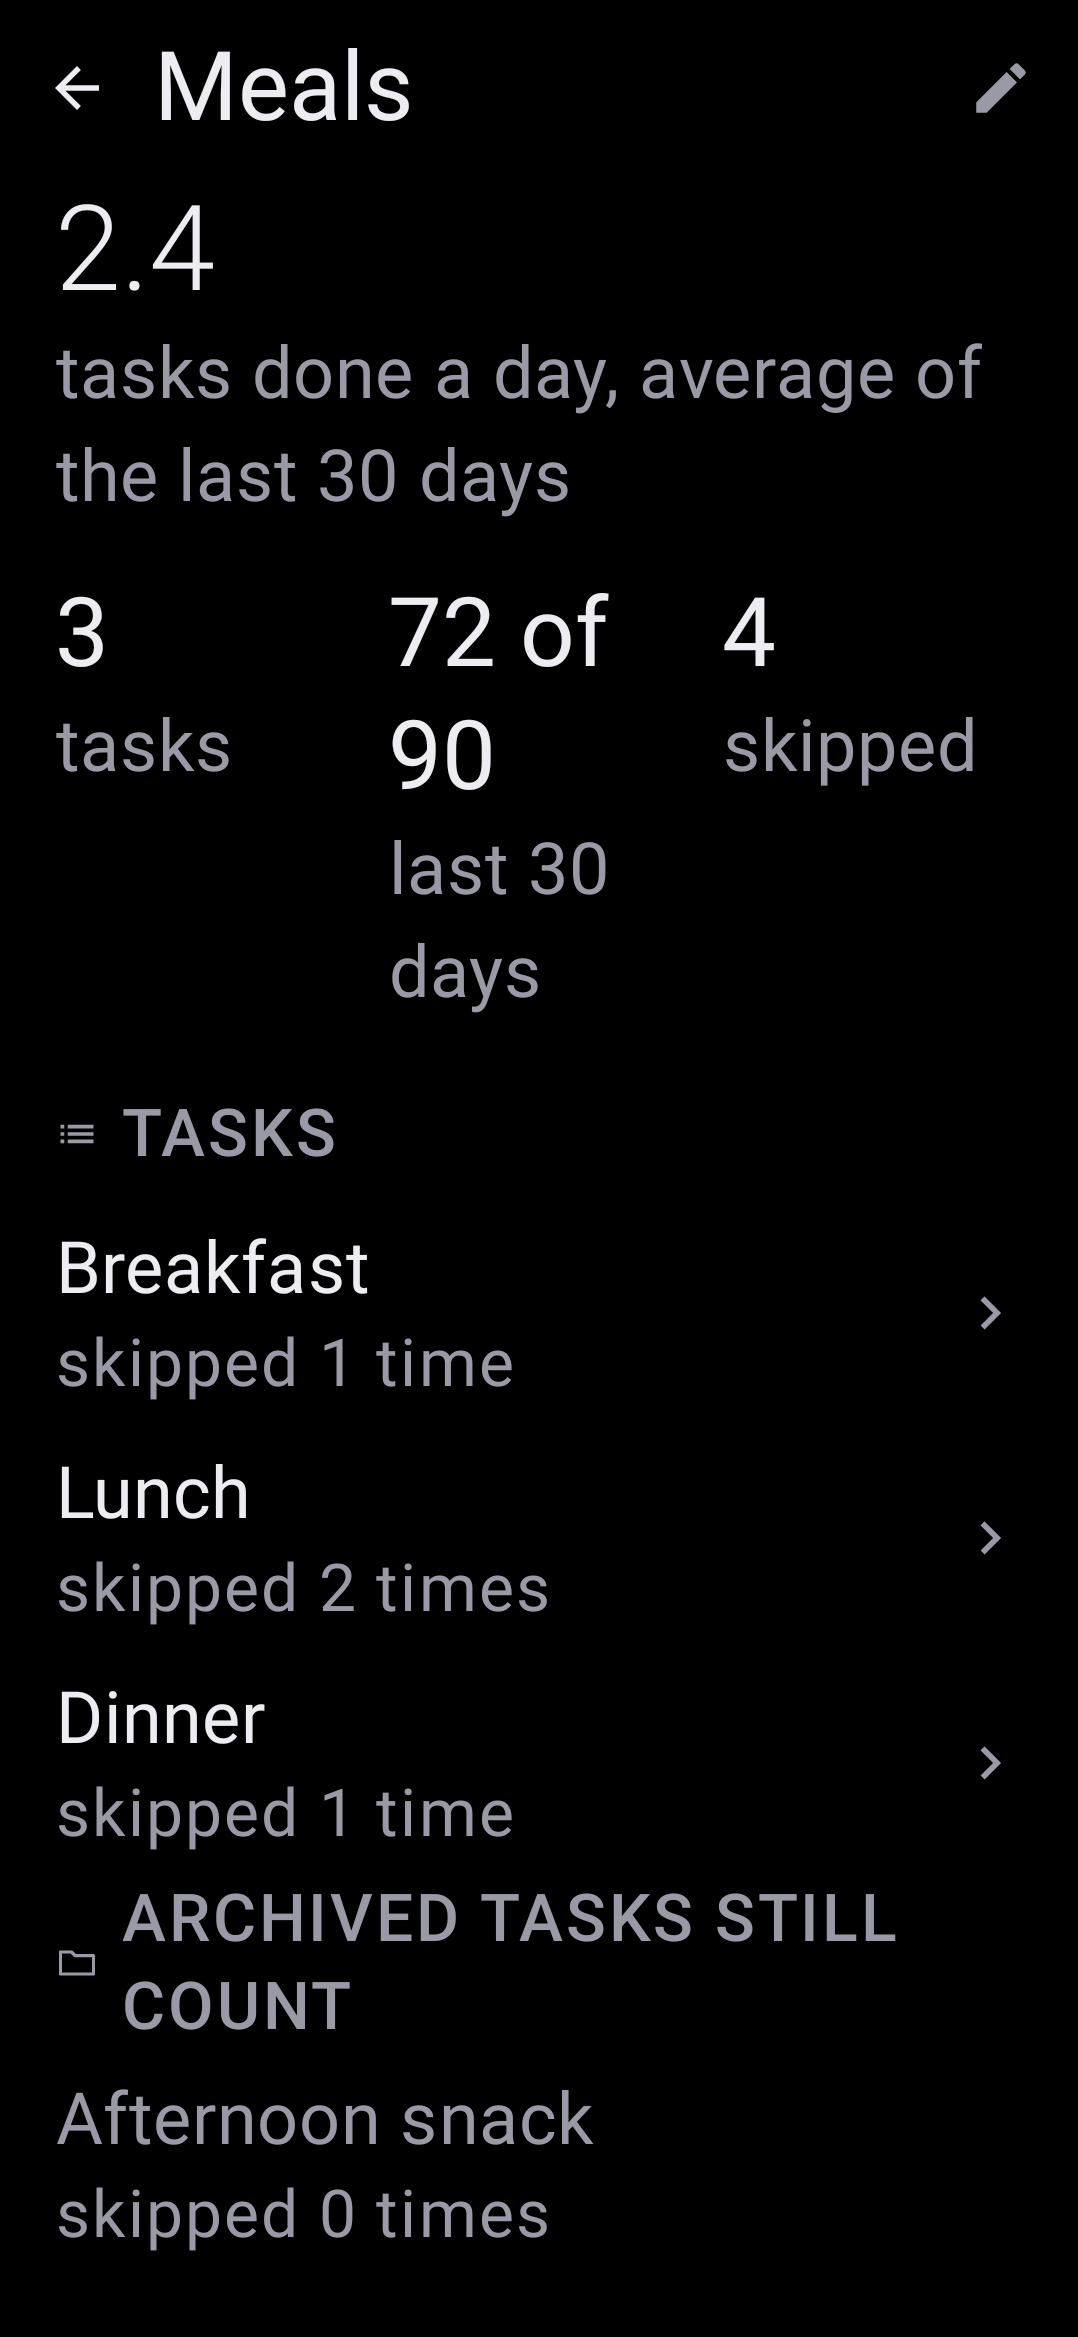 Meals
2.4
tasks done a day, average of
the last 30 days
3
tasks
72 of
90
last 30
days
4
skipped
TASKS
Breakfast
skipped 1 time
Lunch
skipped 2 times
Dinner
skipped 1 time
ARCHIVED TASKS STILL
COUNT
Afternoon snack
skipped 0 times